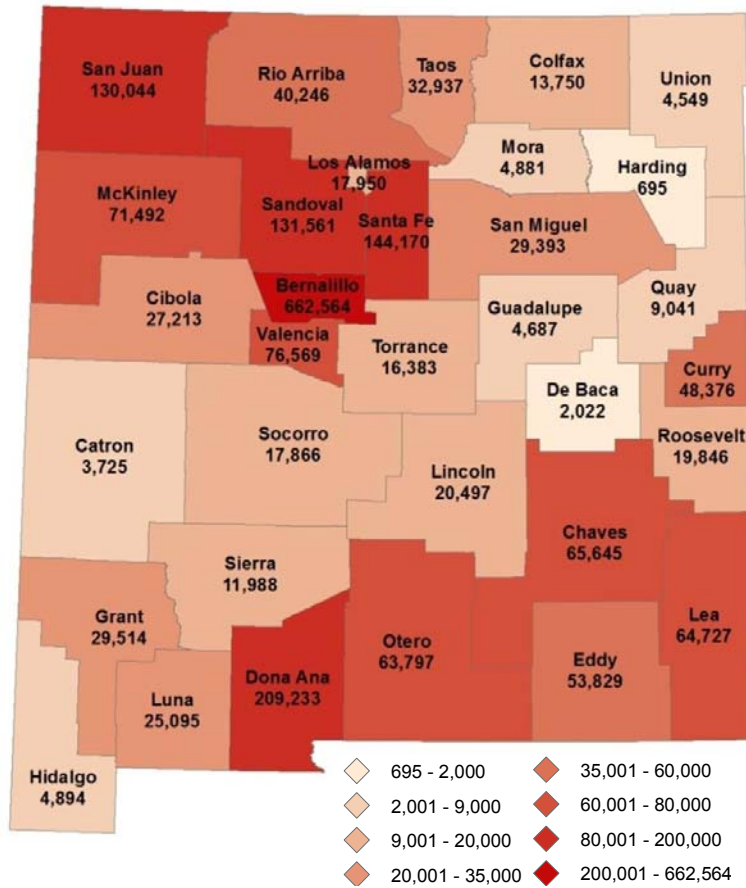 San Juan
130,044
Rio Arriba
40,246
Taos
32,937
Colfax
13,750
Union
4,549
Mora
4,881
Harding
695
Los Alamos
17,950
McKinley
71,492
Sandoval
131,561
Santa Fe
144,170
San Miguel
29,393
Cibola
27,213
Bernalillo
662,564
Valencia
76,569
Torrance
16,383
Guadalupe
4,687
Quay
9,041
Curry
48,376
De Baca
2,022
Roosevelt
19,846
Catron
3,725
Socorro
17,866
Lincoln
20,497
Chaves
65,645
Sierra
11,988
Grant
29,514
Luna
25,095
Dona Ana
209,233
Otero
63,797
Eddy
53,829
Lea
64,727
Hidalgo
4,894
695 - 2,000
2,001 - 9,000
9,001 - 20,000
20,001 - 35,000
35,001 - 60,000
60,001 - 80,000
80,001 - 200,000
200,001 - 662,564